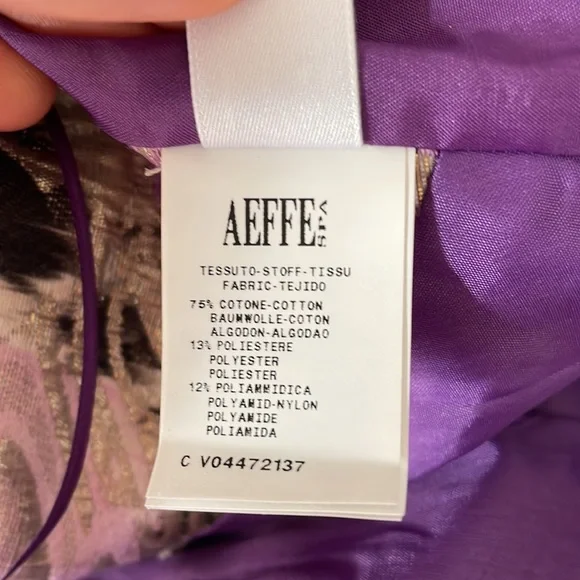 AEFFE SPA
TESSUTO-STOFF-TISSU
FABRIC-TEJIDO
75% COTONE-COTTON
BAUMWOLLE-COTON
ALGODON-ALGODAO
13% POLIESTERE
POLYESTER
POLIESTER
12% POLIAMMIDICA
POLYAMID-NYLON
POLYAMIDE
POLIAMIDA
C V04472137